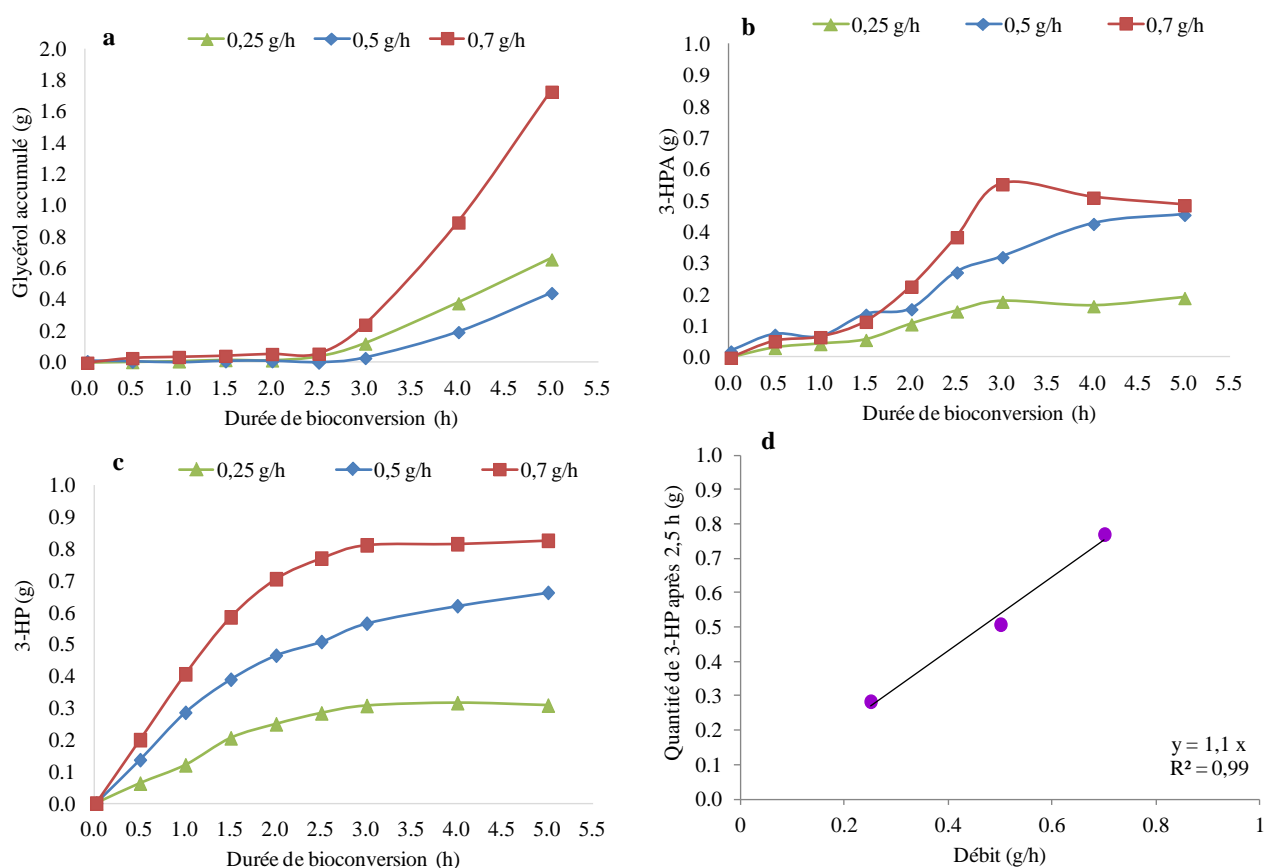 a
0,25 g/h 0,5 g/h 0,7 g/h
Glycérol accumulé (g)
2.0
1.8
1.6
1.4
1.2
1.0
0.8
0.6
0.4
0.2
0.0
0.0 0.5 1.0 1.5 2.0 2.5 3.0 3.5 4.0 4.5 5.0 5.5
Durée de bioconversion (h)
b
0,25 g/h 0,5 g/h 0,7 g/h
3-HPA (g)
1.0
0.9
0.8
0.7
0.6
0.5
0.4
0.3
0.2
0.1
0.0
0.0 0.5 1.0 1.5 2.0 2.5 3.0 3.5 4.0 4.5 5.0 5.5
Durée de bioconversion (h)
c
0,25 g/h 0,5 g/h 0,7 g/h
3-HP (g)
1.0
0.9
0.8
0.7
0.6
0.5
0.4
0.3
0.2
0.1
0.0
0.0 0.5 1.0 1.5 2.0 2.5 3.0 3.5 4.0 4.5 5.0 5.5
Durée de bioconversion (h)
d
Quantité de 3-HP après 2,5 h (g)
1.0
0.9
0.8
0.7
0.6
0.5
0.4
0.3
0.2
0.1
0.0
y = 1,1 x
R² = 0,99
0 0.2 0.4 0.6 0.8 1
Débit (g/h)